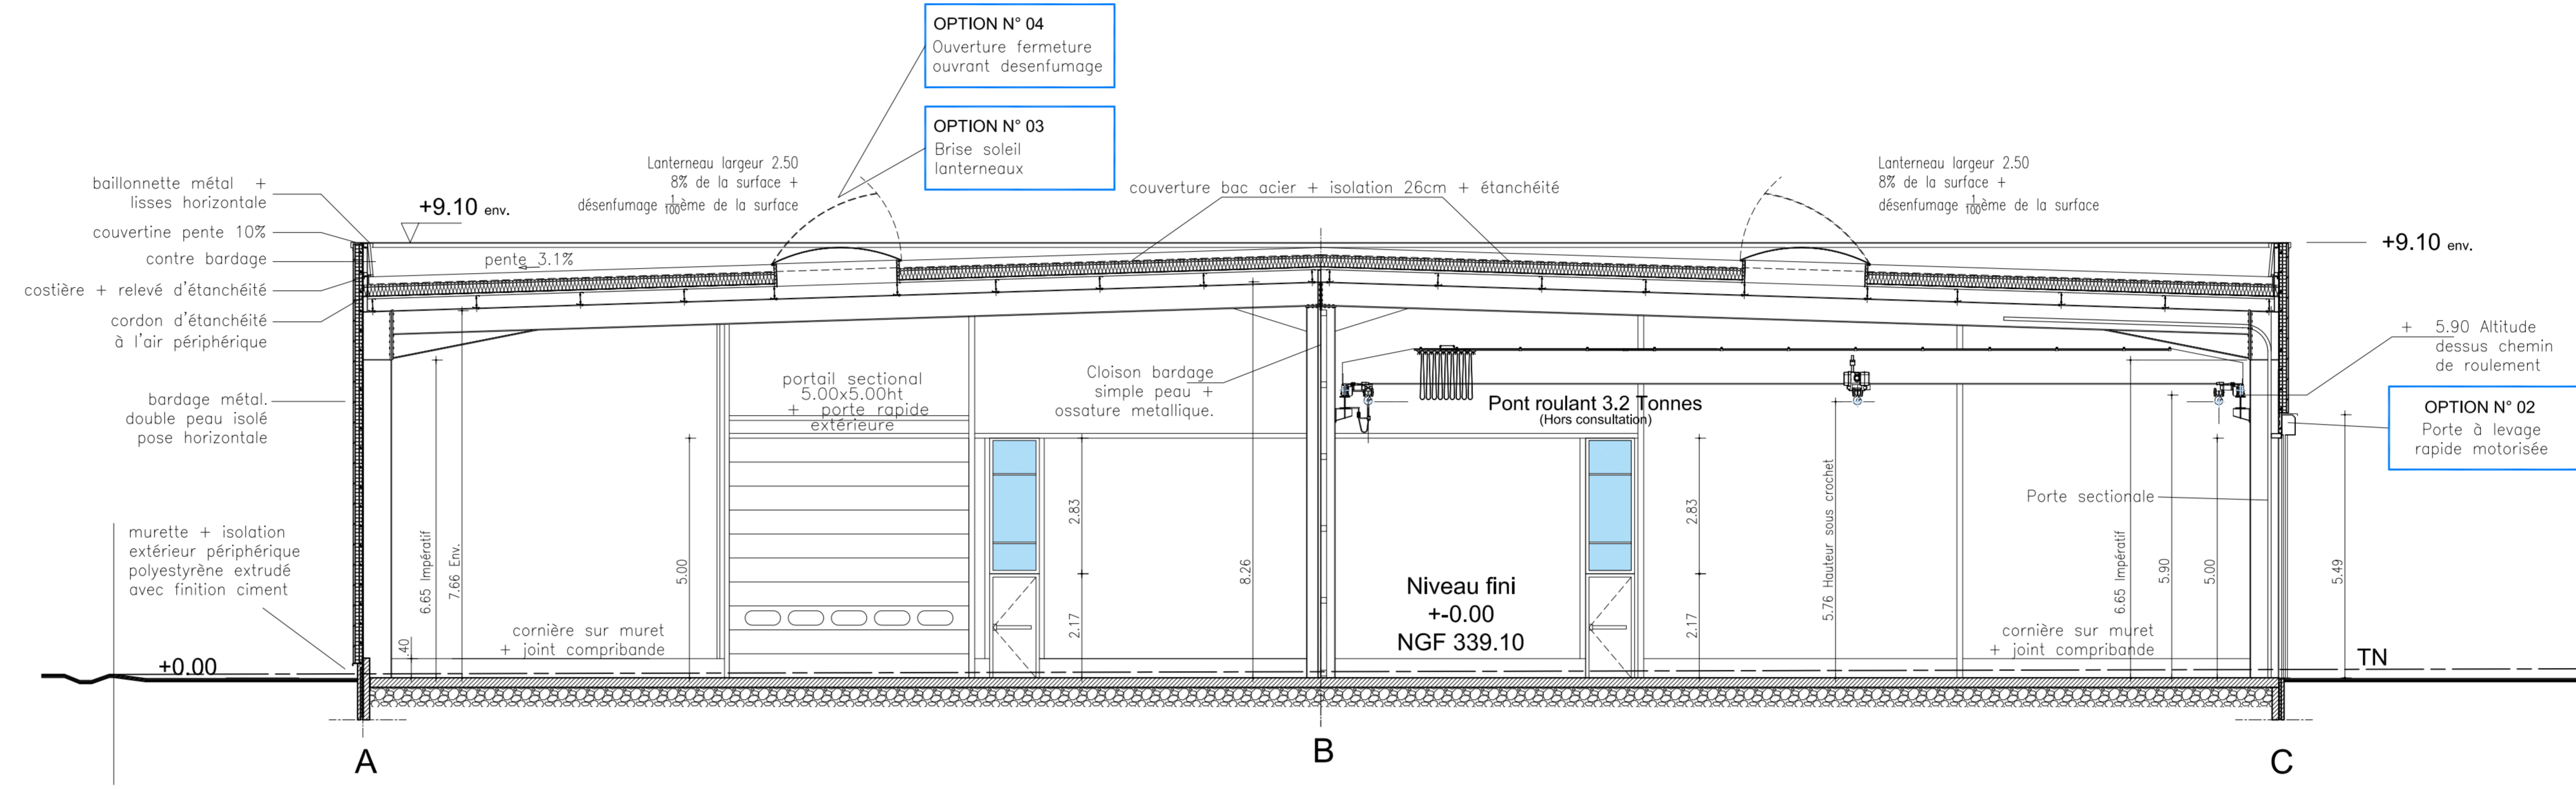 OPTION N° 04
Ouverture fermeture
ouvrant desenfumage
OPTION N° 03
Brise soleil
lanterneaux
Lanterneau largeur 2.50
8% de la surface +
désenfumage 1/100ème de la surface
Lanterneau largeur 2.50
8% de la surface +
désenfumage 1/100ème de la surface
couverture bac acier + isolation 26cm + étanchéité
baillonnette métal +
lisses horizontale
couvertine pente 10%
contre bardage
costière + relevé d'étanchéité
cordon d'étanchéité
à l'air périphérique
bardage métal.
double peau isolé
pose horizontale
murette + isolation
extérieur périphérique
polyestyrène extrudé
avec finition ciment
+9.10 env.
pente 3.1%
+9.10 env.
+ 5.90 Altitude
dessus chemin
de roulement
OPTION N° 02
Porte à levage
rapide motorisée
portail sectional
5.00x5.00ht
+ porte rapide
extérieure
Cloison bardage
simple peau +
ossature metallique.
Pont roulant 3.2 Tonnes
(Hors consultation)
Porte sectionale
6.65 Impératif
7.66 Env.
.40
5.00
2.83
2.17
8.26
2.83
2.17
5.76 Hauteur sous crochet
6.65 Impératif
5.90
5.00
5.49
Niveau fini
+-0.00
NGF 339.10
cornière sur muret
+ joint compribande
cornière sur muret
+ joint compribande
+0.00
TN
A
B
C